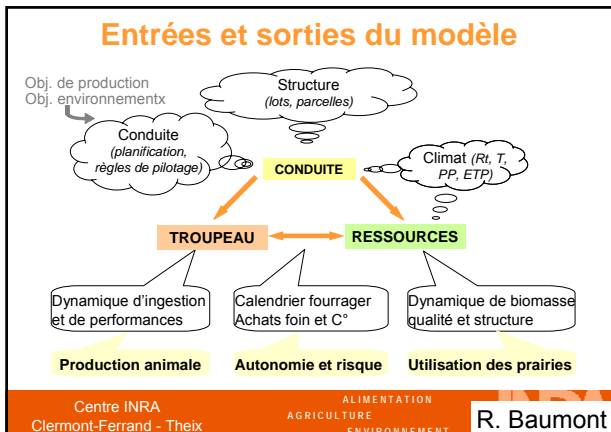 Entrées et sorties du modèle
Obj. de production
Obj. environnementx
Structure
(lots, parcelles)
Conduite
(planification,
règles de pilotage)
CONDUITE
Climat (Rt, T,
PP, ETP)
TROUPEAU
RESSOURCES
Dynamique d'ingestion
et de performances
Calendrier fourrager
Achats foin et C°
Dynamique de biomasse
qualité et structure
Production animale
Autonomie et risque
Utilisation des prairies
Centre INRA
Clermont-Ferrand - Theix
ALIMENTATION
AGRICULTURE
ENVIRONNEMENT
INRA
R. Baumont